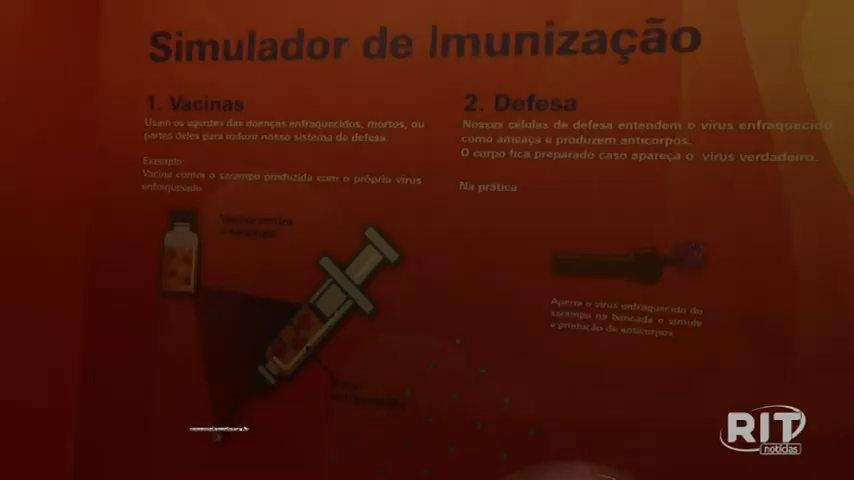 Simulador de Imunização
1. Vacinas
Usam os agentes das doenças enfraquecidos, mortos, ou
partes deles para induzir nosso sistema de defesa.
Exemplo:
Vacina contra o sarampo produzida com o próprio vírus
enfraquecido.
2. Defesa
Nossas células de defesa entendem o vírus enfraquecido
como ameaça e produzem anticorpos.
O corpo fica preparado caso apareça o vírus verdadeiro.
Na prática
Vacina contra
o sarampo
Aperte o vírus enfraquecido do
sarampo na bancada e simule
a produção de anticorpos
RIT
notícias